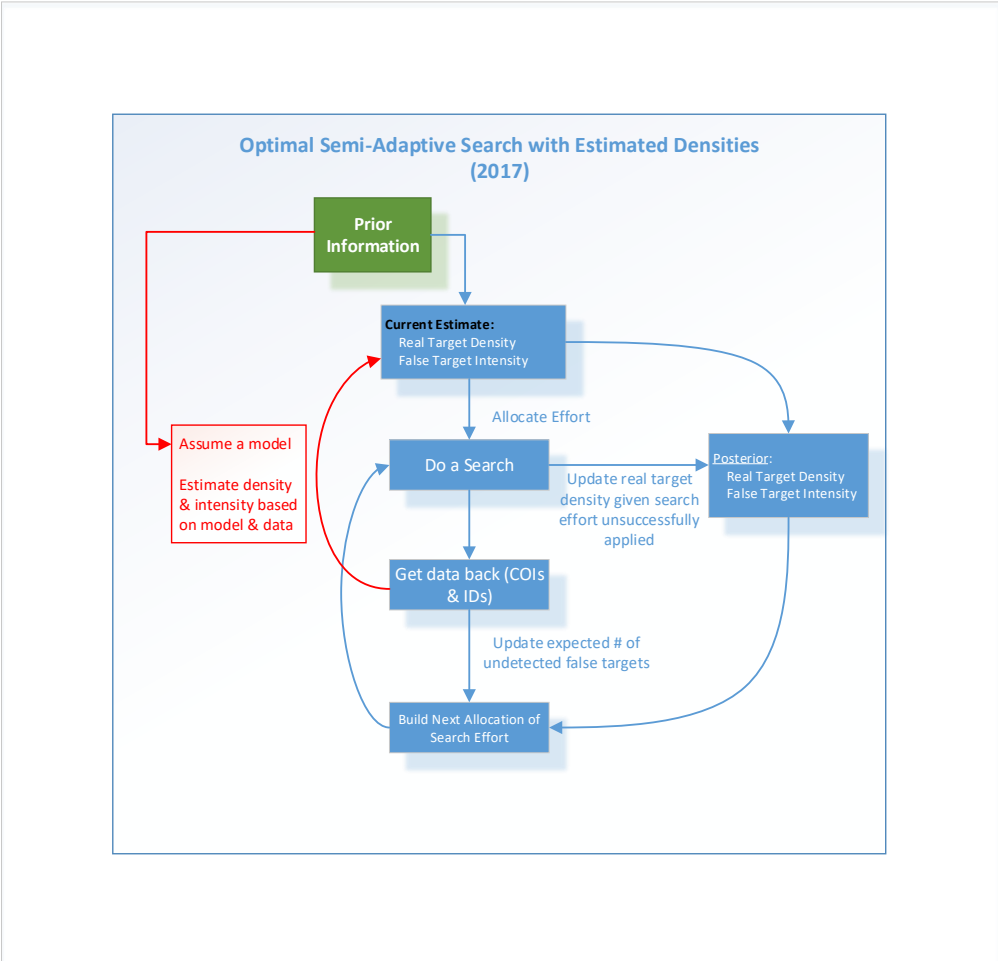 Optimal Semi-Adaptive Search with Estimated Densities
(2017)
Prior
Information
Current Estimate:
Real Target Density
False Target Intensity
Allocate Effort
Assume a model
Estimate density
& intensity based
on model & data
Do a Search
Update real target
density given search
effort unsuccessfully
applied
Posterior:
Real Target Density
False Target Intensity
Get data back (COIs
& IDs)
Update expected # of
undetected false targets
Build Next Allocation of
Search Effort